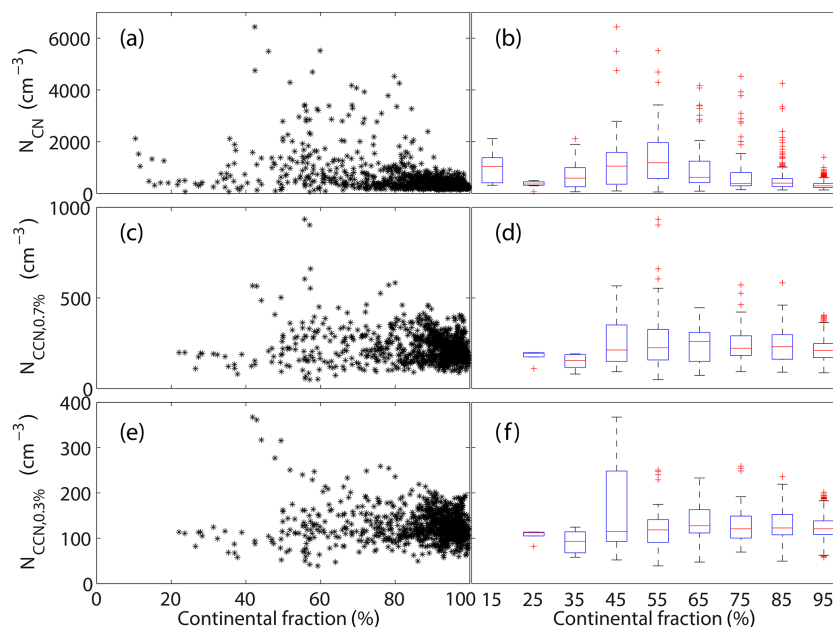 (a)
(b)
N_CN (cm⁻³)
6000
4000
2000
0
(c)
(d)
N_CCN,0.7% (cm⁻³)
1000
500
0
(e)
(f)
N_CCN,0.3% (cm⁻³)
400
300
200
100
0
0 20 40 60 80 100
15 25 35 45 55 65 75 85 95
Continental fraction (%)
Continental fraction (%)